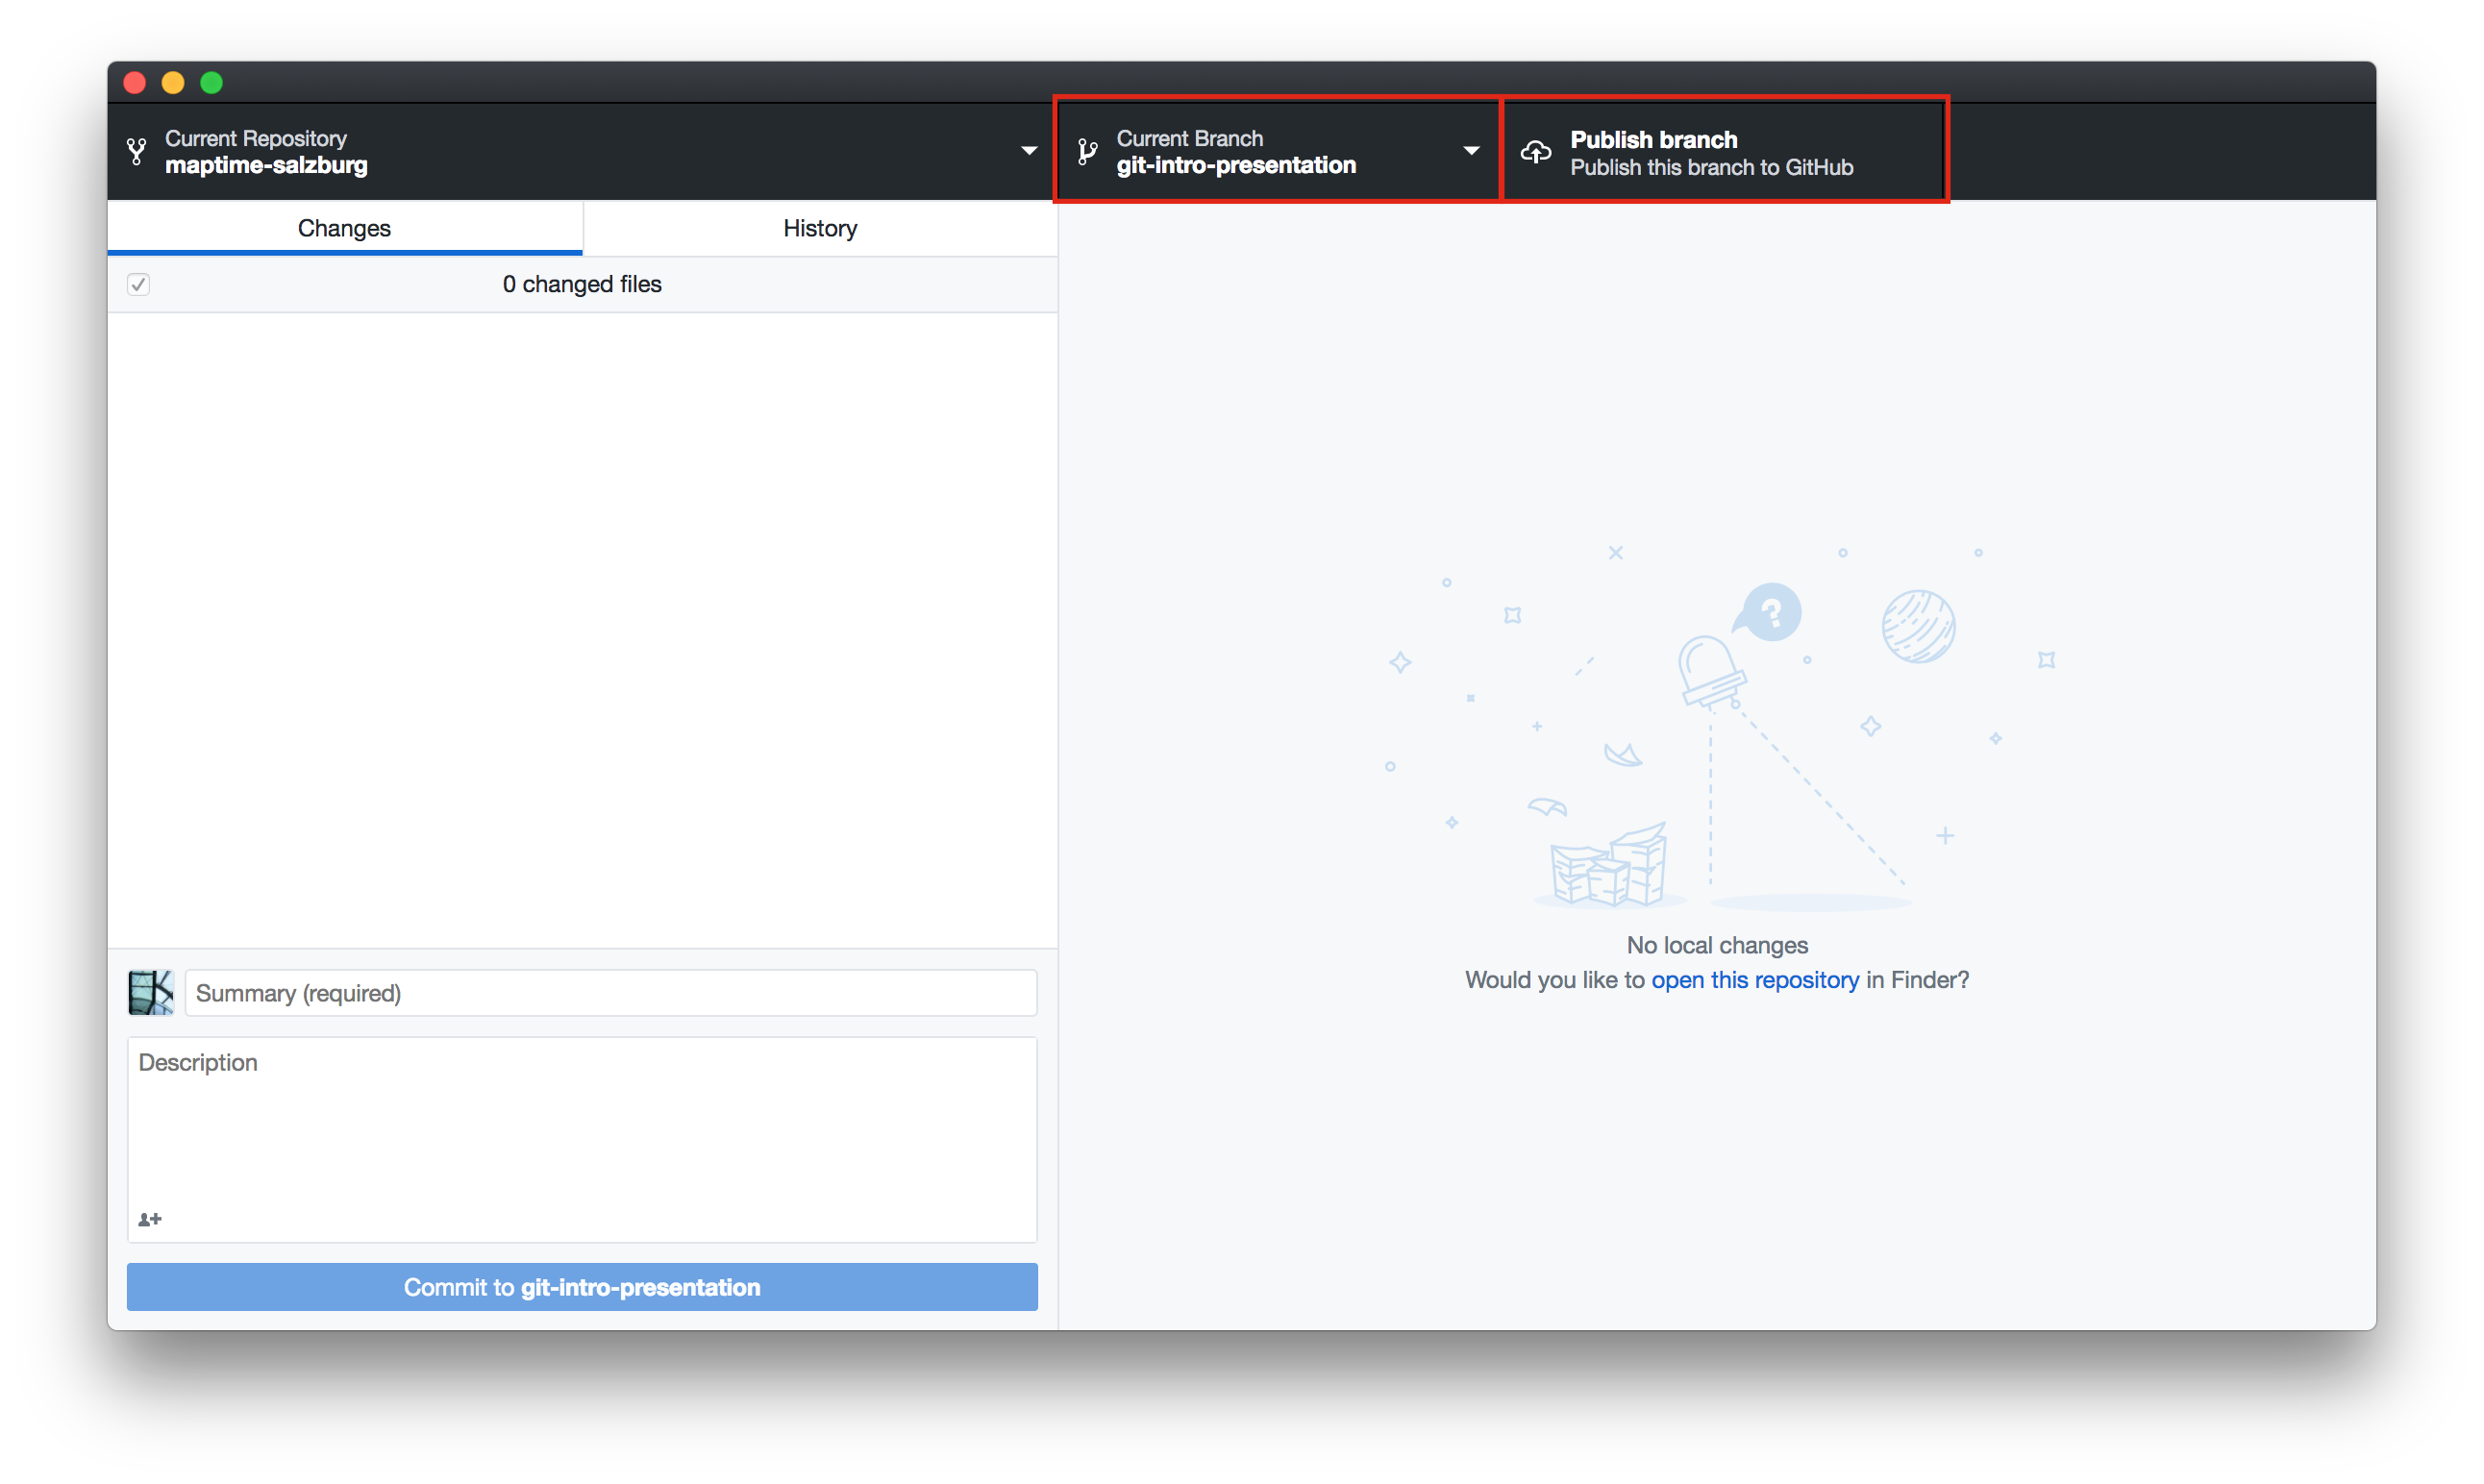 Current Repository
maptime-salzburg
Current Branch
git-intro-presentation
Publish branch
Publish this branch to GitHub
Changes
History
0 changed files
?
No local changes
Would you like to open this repository in Finder?
Summary (required)
Description
Commit to git-intro-presentation